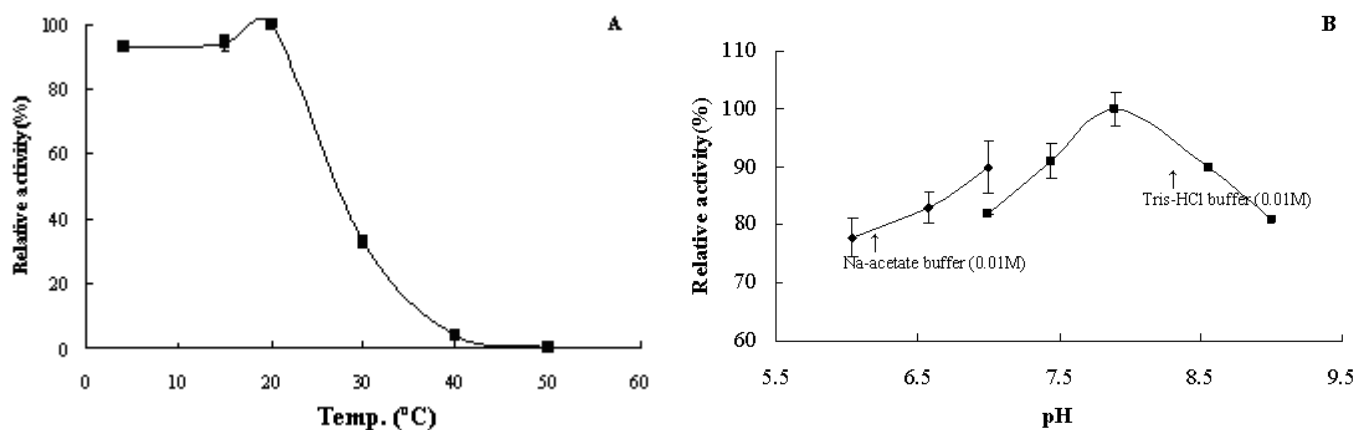 A
100
80
60
40
20
0
0 10 20 30 40 50 60
Relative activity(%)
Temp. (°C)
B
110
100
90
80
70
60
5.5 6.5 7.5 8.5 9.5
Relative activity(%)
pH
↑
Tris-HCl buffer (0.01M)
↑
Na-acetate buffer (0.01M)